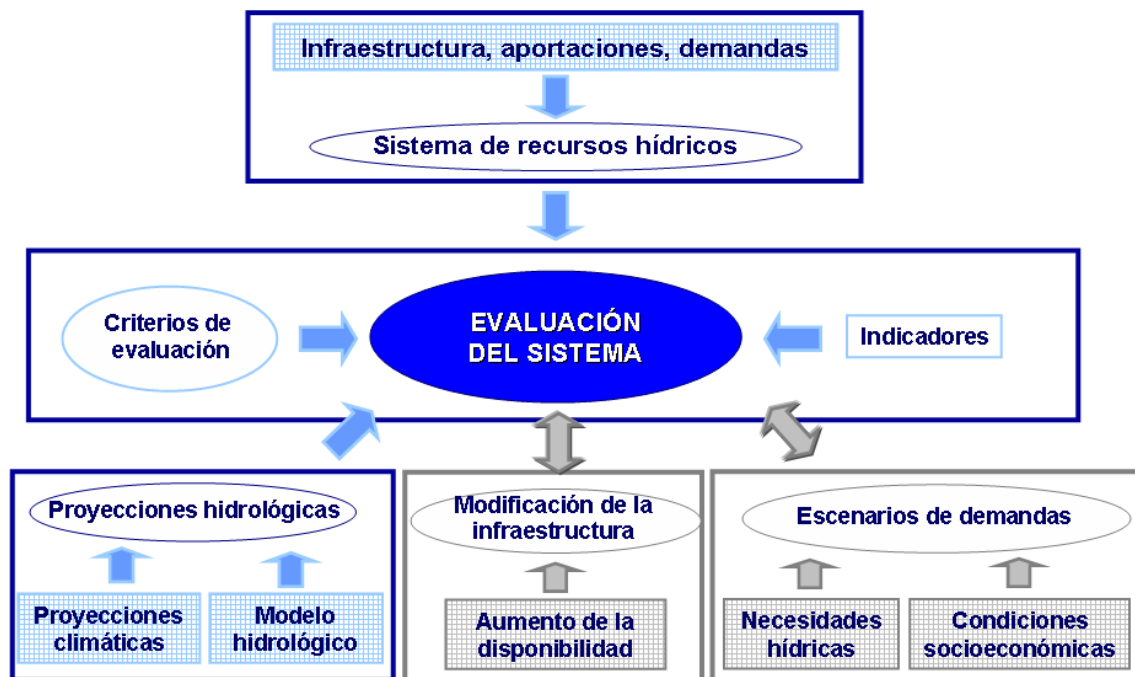 Infraestructura, aportaciones, demandas
Sistema de recursos hídricos
Criterios de
evaluación
EVALUACIÓN
DEL SISTEMA
Indicadores
Proyecciones hidrológicas
Proyecciones
climáticas
Modelo
hidrológico
Modificación de la
infraestructura
Aumento de la
disponibilidad
Escenarios de demandas
Necesidades
hídricas
Condiciones
socioeconómicas